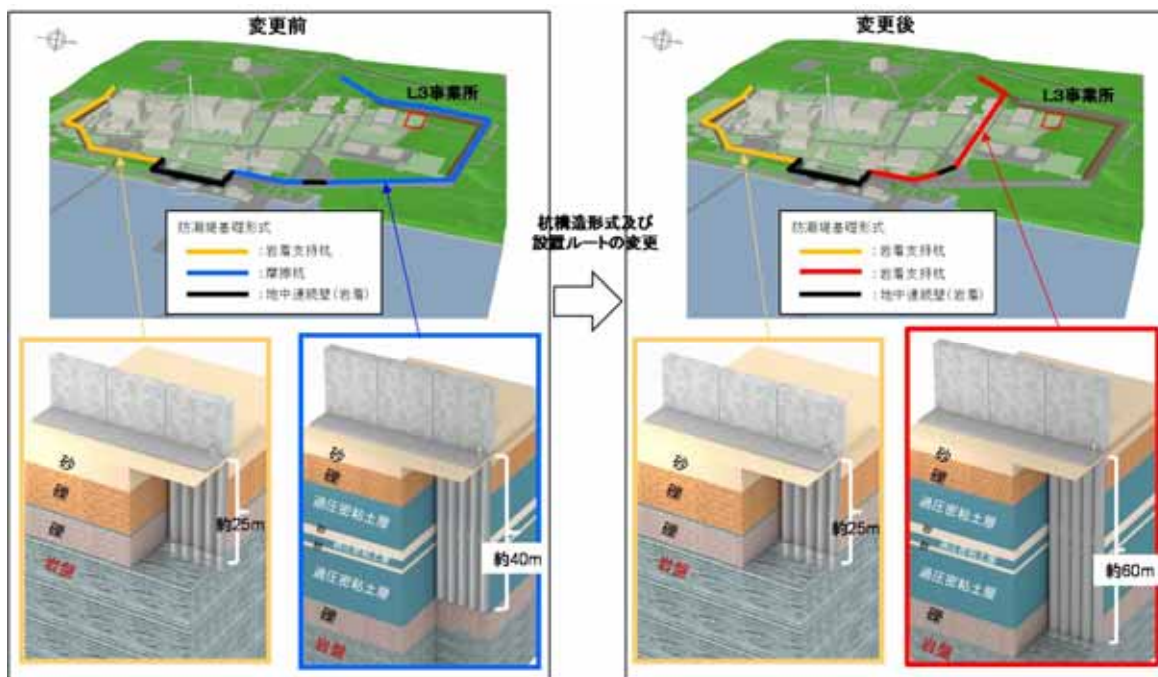 変更前
L3事業所
防潮堤基礎形式
：岩着支持杭
：摩擦杭
：地中連続壁(岩着)
砂
礫
礫
岩盤
約25m
砂
礫
過圧密粘土層
砂
過圧密粘土層
礫
岩盤
約40m
杭構造形式及び
設置ルートの変更
変更後
L3事業所
防潮堤基礎形式
：岩着支持杭
：岩着支持杭
：地中連続壁(岩着)
砂
礫
礫
岩盤
約25m
砂
礫
過圧密粘土層
砂
過圧密粘土層
礫
岩盤
約60m